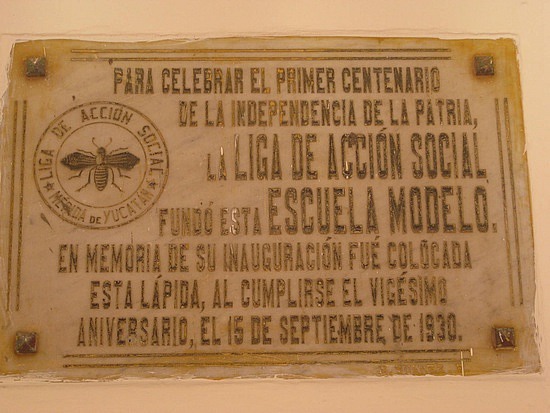 PARA CELEBRAR EL PRIMER CENTENARIO
DE LA INDEPENDENCIA DE LA PATRIA,
LA LIGA DE ACCIÓN SOCIAL
FUNDÓ ESTA ESCUELA MODELO.
EN MEMORIA DE SU INAUGURACIÓN FUÉ COLOCADA
ESTA LÁPIDA, AL CUMPLIRSE EL VIGÉSIMO
ANIVERSARIO, EL 15 DE SEPTIEMBRE DE 1930.
LIGA DE ACCIÓN SOCIAL
MÉRIDA DE YUCATÁN